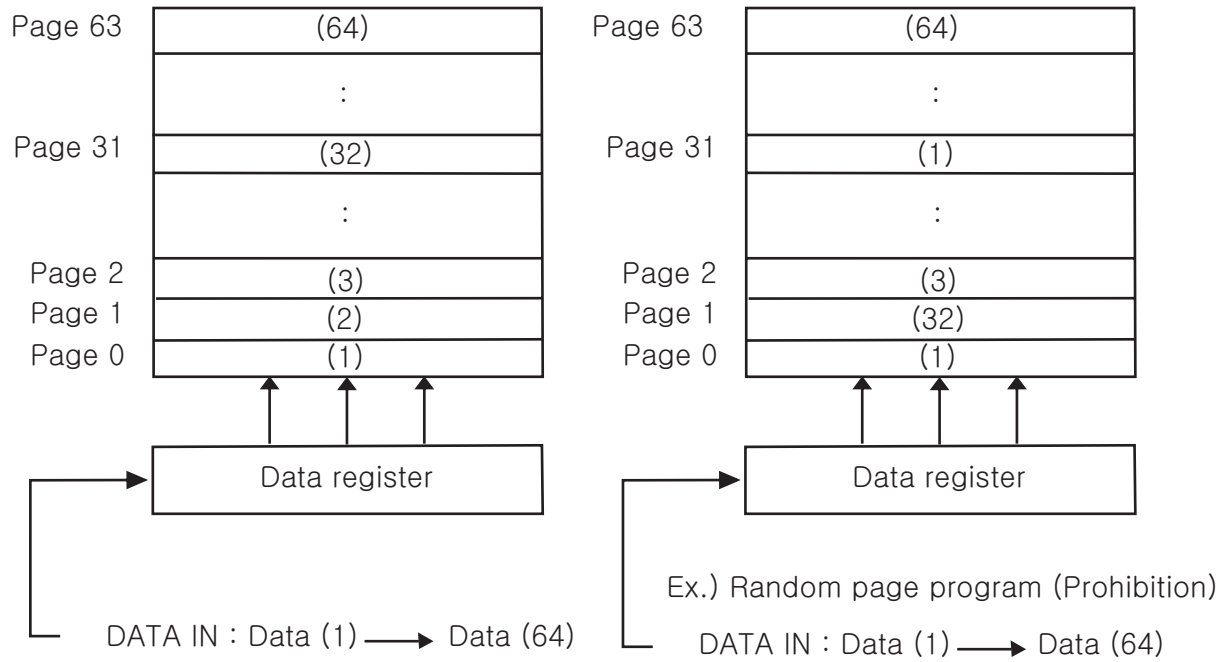 Page 63 (64)
:
Page 31 (32)
:
Page 2 (3)
Page 1 (2)
Page 0 (1)
Data register
DATA IN : Data (1) Data (64)
Page 63 (64)
:
Page 31 (1)
:
Page 2 (3)
Page 1 (32)
Page 0 (1)
Data register
Ex.) Random page program (Prohibition)
DATA IN : Data (1) Data (64)